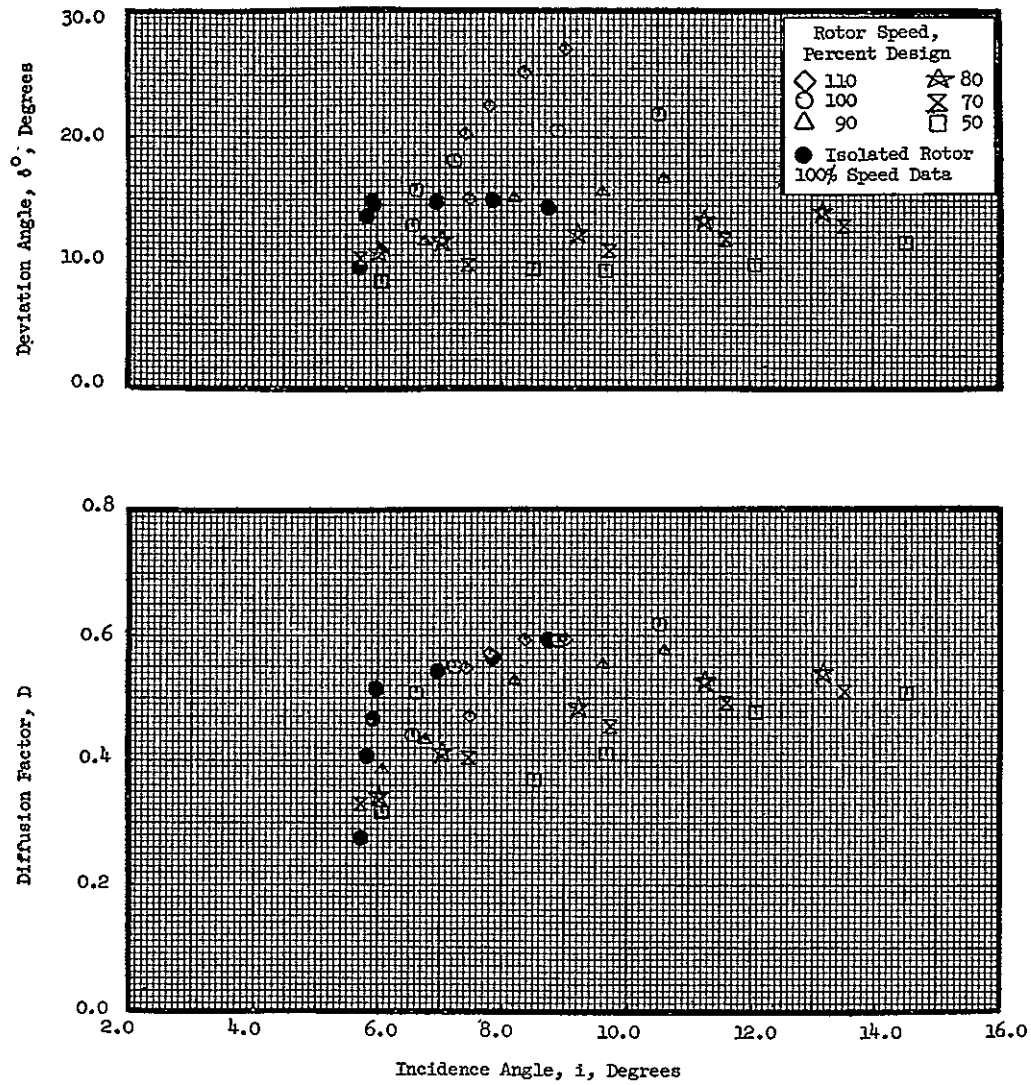 30.0
20.0
10.0
0.0
Deviation Angle, δ°, Degrees
Rotor Speed,
Percent Design
110
80
100
70
90
50
Isolated Rotor
100% Speed Data
0.8
0.6
0.4
0.2
0.0
Diffusion Factor, D
2.0 4.0 6.0 8.0 10.0 12.0 14.0 16.0
Incidence Angle, i, Degrees